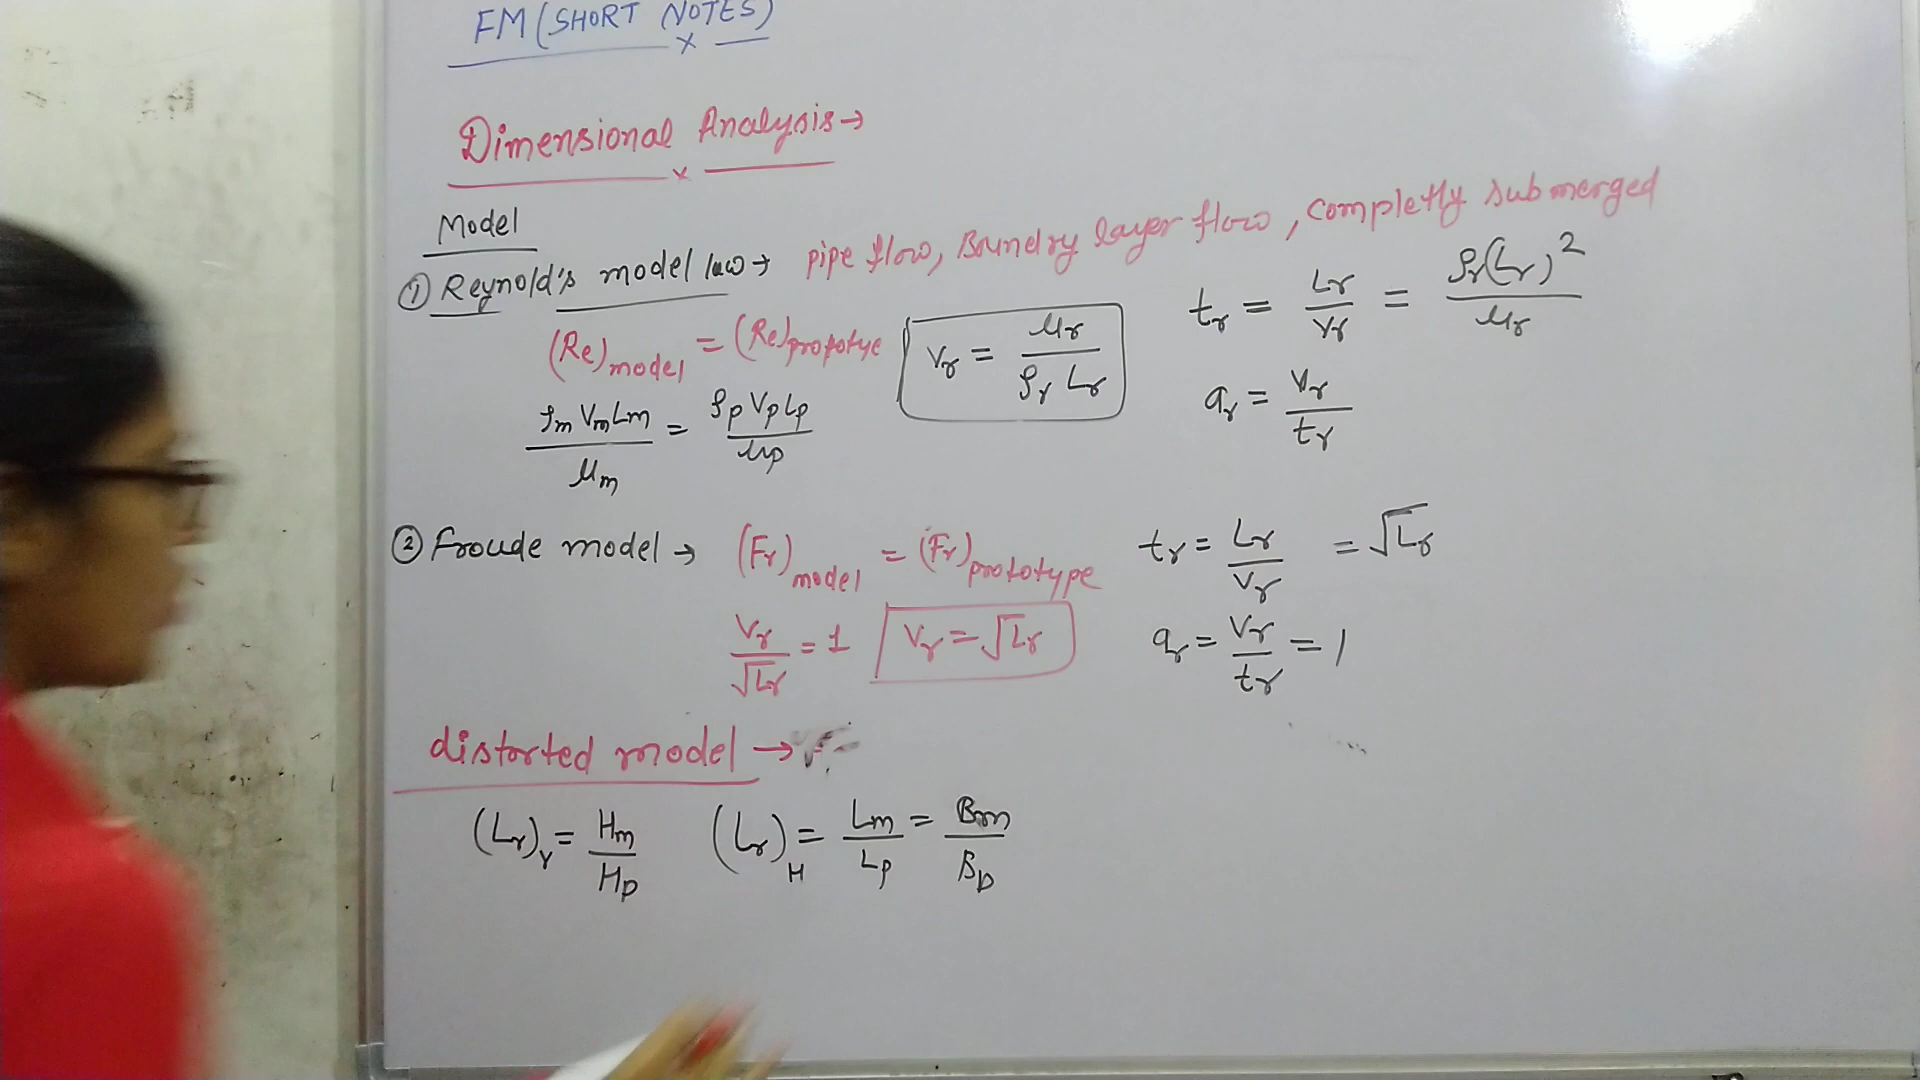 FM (SHORT NOTES)
Dimensional Analysis →
Model
① Reynold's model law → pipe flow, Boundry layer flow, completly submerged
(Re)model = (Re)prototye
Vr = μr / ρr Lr
tr = Lr / Vr = ρr(Lr)² / μr
ρm Vm Lm / μm = ρp Vp Lp / μp
ar = Vr / tr
② Froude model → (Fr)model = (Fr)prototype
tr = Lr / Vr = √Lr
Vr / √Lr = 1
Vr = √Lr
ar = Vr / tr = 1
distorted model →
(Lr)v = Hm / Hp
(Lr)H = Lm / Lp = Bm / Bp